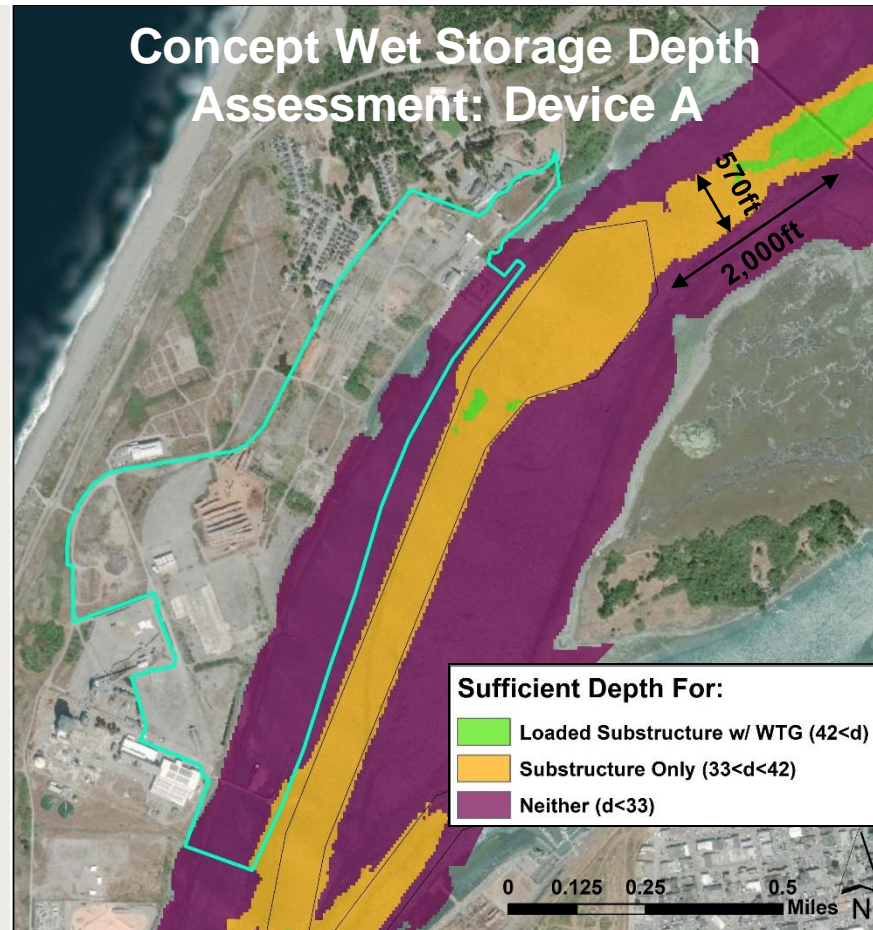 Concept Wet Storage Depth
Assessment: Device A
570ft
2,000ft
Sufficient Depth For:
Loaded Substructure w/ WTG (42<d)
Substructure Only (33<d<42)
Neither (d<33)
0 0.125 0.25 0.5
Miles N